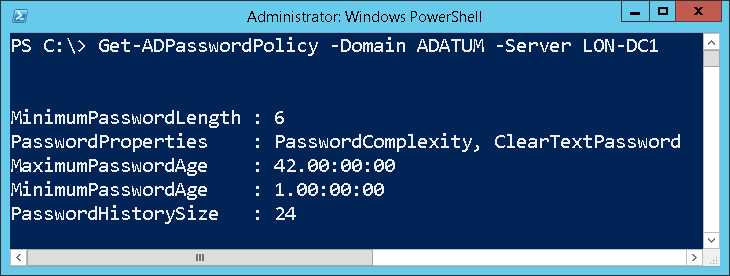 Administrator: Windows PowerShell
PS C:\> Get-ADPasswordPolicy -Domain ADATUM -Server LON-DC1
MinimumPasswordLength : 6
PasswordProperties    : PasswordComplexity, ClearTextPassword
MaximumPasswordAge    : 42.00:00:00
MinimumPasswordAge    : 1.00:00:00
PasswordHistorySize   : 24